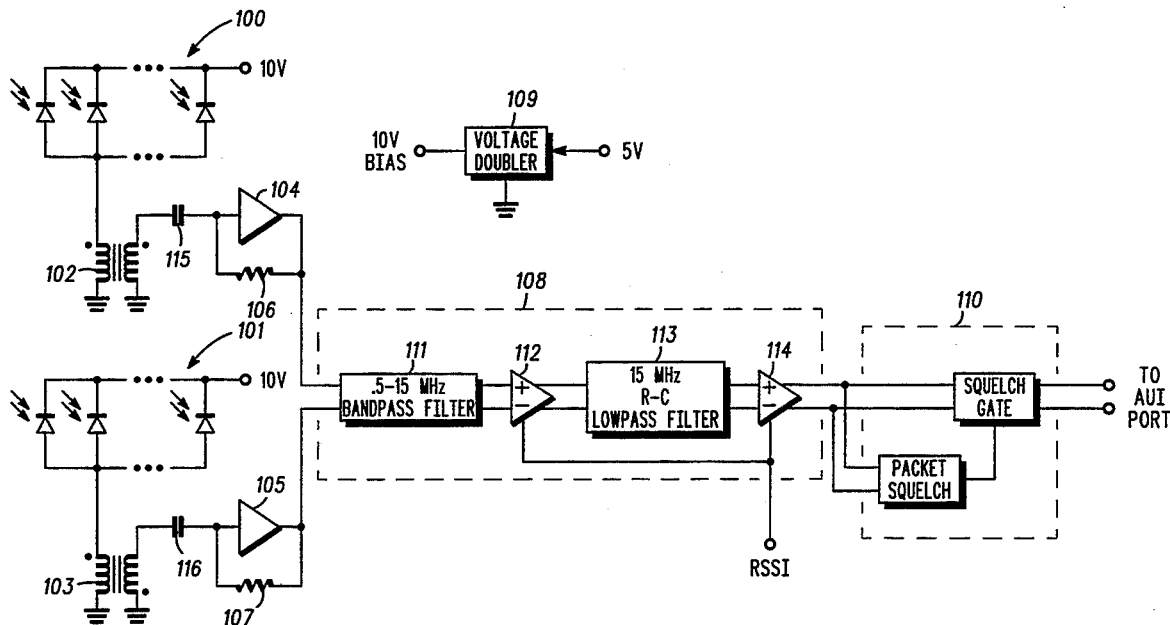 100
10V
109
10V
BIAS
VOLTAGE
DOUBLER
5V
104
115
102
106
101
10V
108
110
111
.5-15 MHz
BANDPASS FILTER
112
113
15 MHz
R-C
LOWPASS FILTER
114
+
−
+
−
SQUELCH
GATE
TO
AUI
PORT
PACKET
SQUELCH
105
116
103
107
RSSI